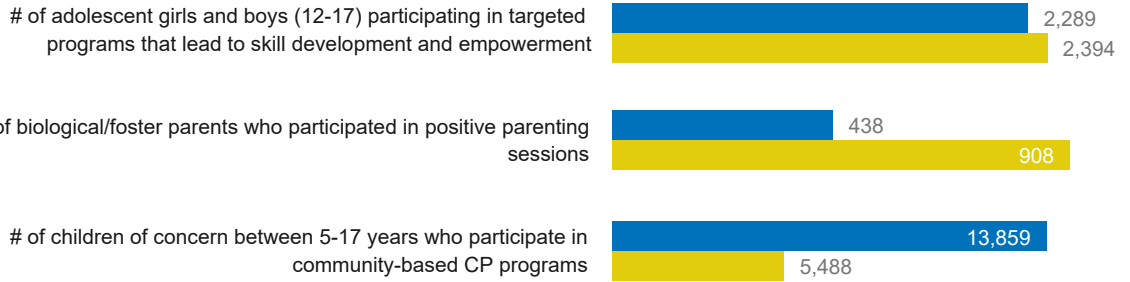 # of adolescent girls and boys (12-17) participating in targeted
programs that lead to skill development and empowerment
2,289
2,394
of biological/foster parents who participated in positive parenting
sessions
438
908
# of children of concern between 5-17 years who participate in
community-based CP programs
13,859
5,488